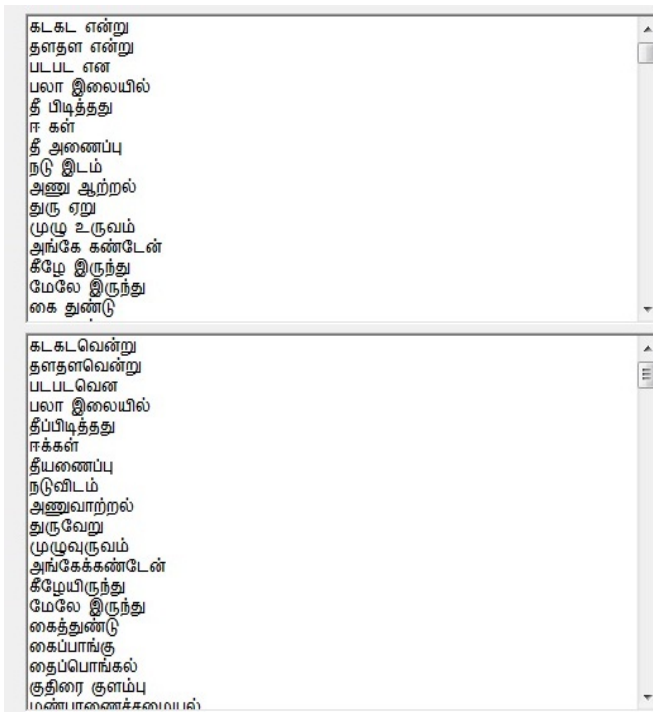 கடகட என்று
தளதள என்று
படபட என
பலா இலையில்
தீ பிடித்தது
ஈ கள்
தீ அணைப்பு
நடு இடம்
அணு ஆற்றல்
துரு ஏறு
முழு உருவம்
அங்கே கண்டேன்
கீழே இருந்து
மேலே இருந்து
கை துண்டு
கடகடவென்று
தளதளவென்று
படபடவென
பலா இலையில்
தீப்பிடித்தது
ஈக்கள்
தீயணைப்பு
நடுவிடம்
அணுவாற்றல்
துருவேறு
முழுவுருவம்
அங்கேக்கண்டேன்
கீழேயிருந்து
மேலே இருந்து
கைத்துண்டு
கைப்பாங்கு
தைப்பொங்கல்
குதிரை குளம்பு